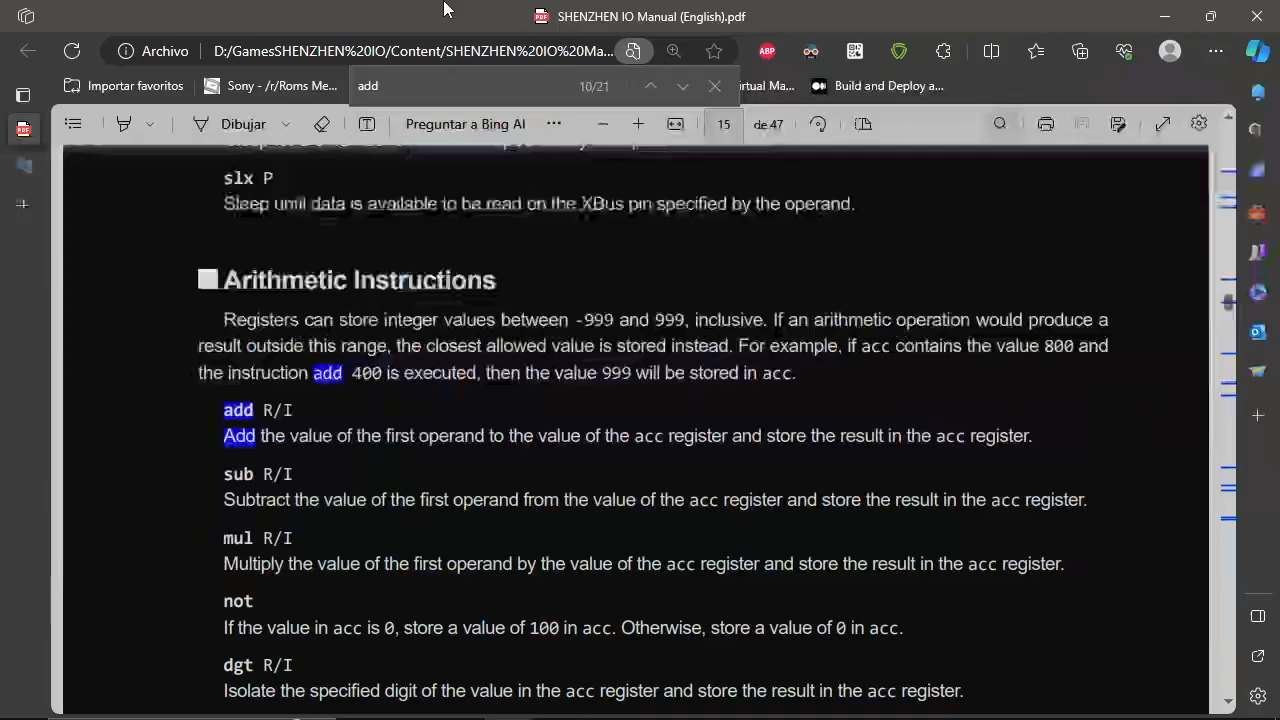 SHENZHEN IO Manual (English).pdf
Archivo
D:/GamesSHENZHEN%20IO/Content/SHENZHEN%20IO%20Ma...
ABP
Importar favoritos
Sony - /r/Roms Me...
add
10/21
irtual Ma...
Build and Deploy a...
Dibujar
Preguntar a Bing AI
15
de 47
slx P
Sleep until data is available to be read on the XBus pin specified by the operand.
Arithmetic Instructions
Registers can store integer values between -999 and 999, inclusive. If an arithmetic operation would produce a
result outside this range, the closest allowed value is stored instead. For example, if acc contains the value 800 and
the instruction add 400 is executed, then the value 999 will be stored in acc.
add R/I
Add the value of the first operand to the value of the acc register and store the result in the acc register.
sub R/I
Subtract the value of the first operand from the value of the acc register and store the result in the acc register.
mul R/I
Multiply the value of the first operand by the value of the acc register and store the result in the acc register.
not
If the value in acc is 0, store a value of 100 in acc. Otherwise, store a value of 0 in acc.
dgt R/I
Isolate the specified digit of the value in the acc register and store the result in the acc register.